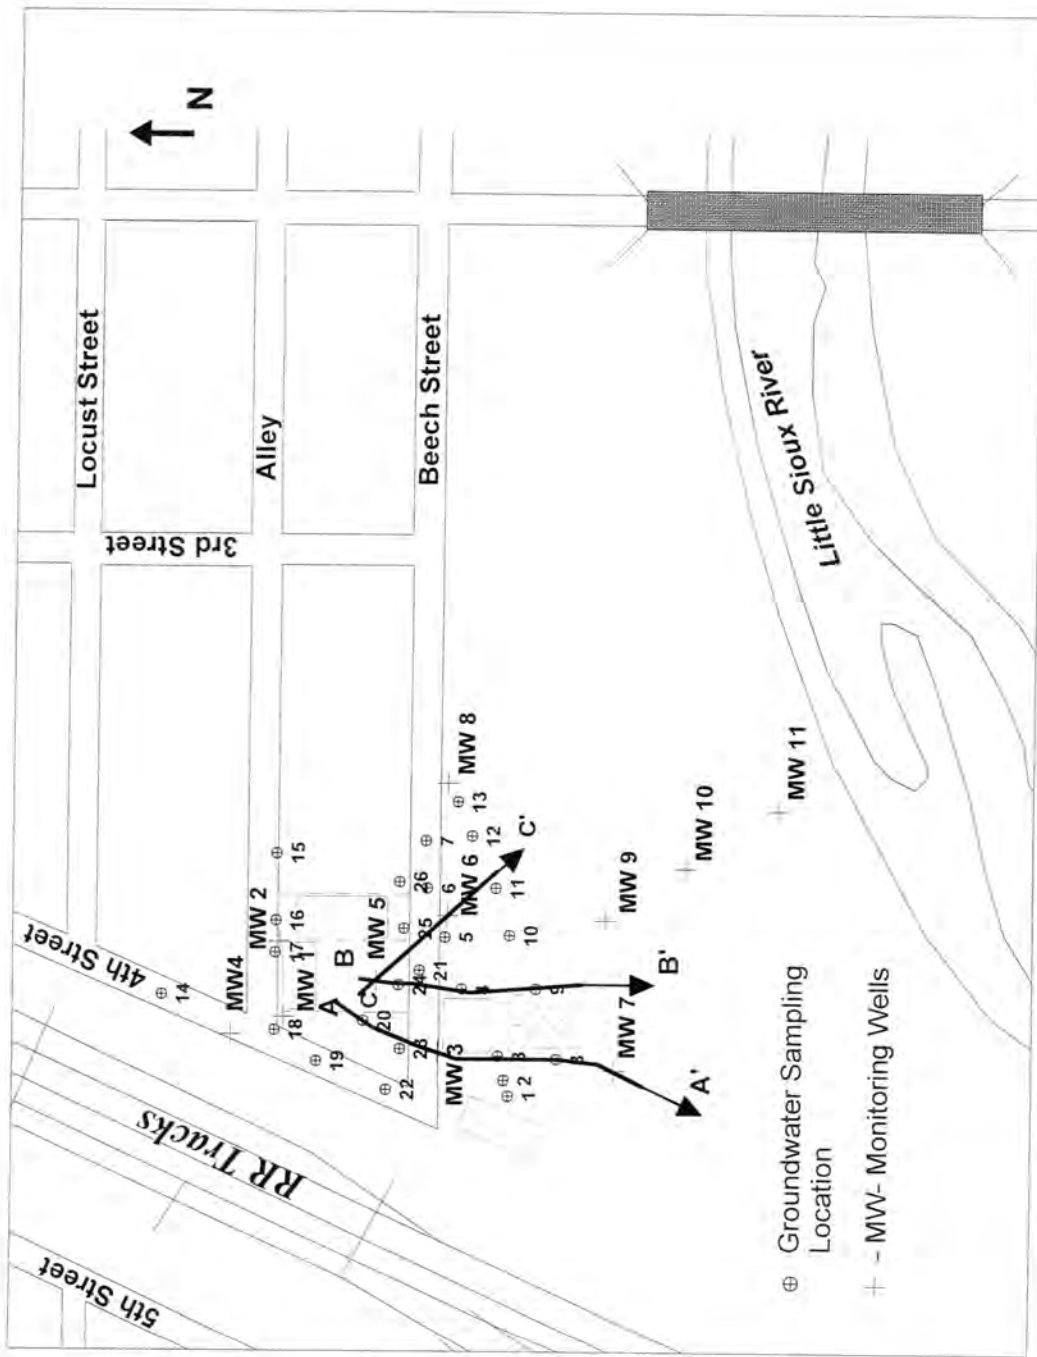 N
Locust Street
Alley
Beech Street
3rd Street
4th Street
5th Street
RR Tracks
Little Sioux River
14
MW4
MW 2
MW 1
15
16
17
18
19
20
22
23
MW 5
B
A
C
24
21
25
26
7
6
MW 6
5
4
MW 3
3
2
1
8
9
10
11
12
13
MW 8
C'
B'
A'
MW 7
MW 9
MW 10
MW 11
⊕ Groundwater Sampling
Location
+ - MW- Monitoring Wells